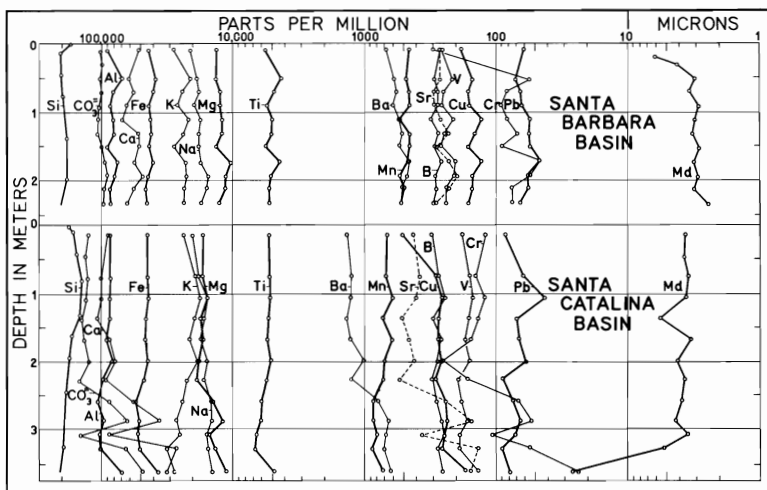 PARTS PER MILLION MICRONS
100,000 10,000 1000 100 10 1
DEPTH IN METERS
0
Si CO₃⁼ Al Fe K Mg Ti Ba Sr V Cu Cr Pb
1
Ca Na Mn B Md
2
SANTA
BARBARA
BASIN
0
B Cr
Si Fe K Mg Ti Ba Mn Sr Cu V Pb Md
1
Ca
2
CO₃⁼
Al Na
3
SANTA
CATALINA
BASIN